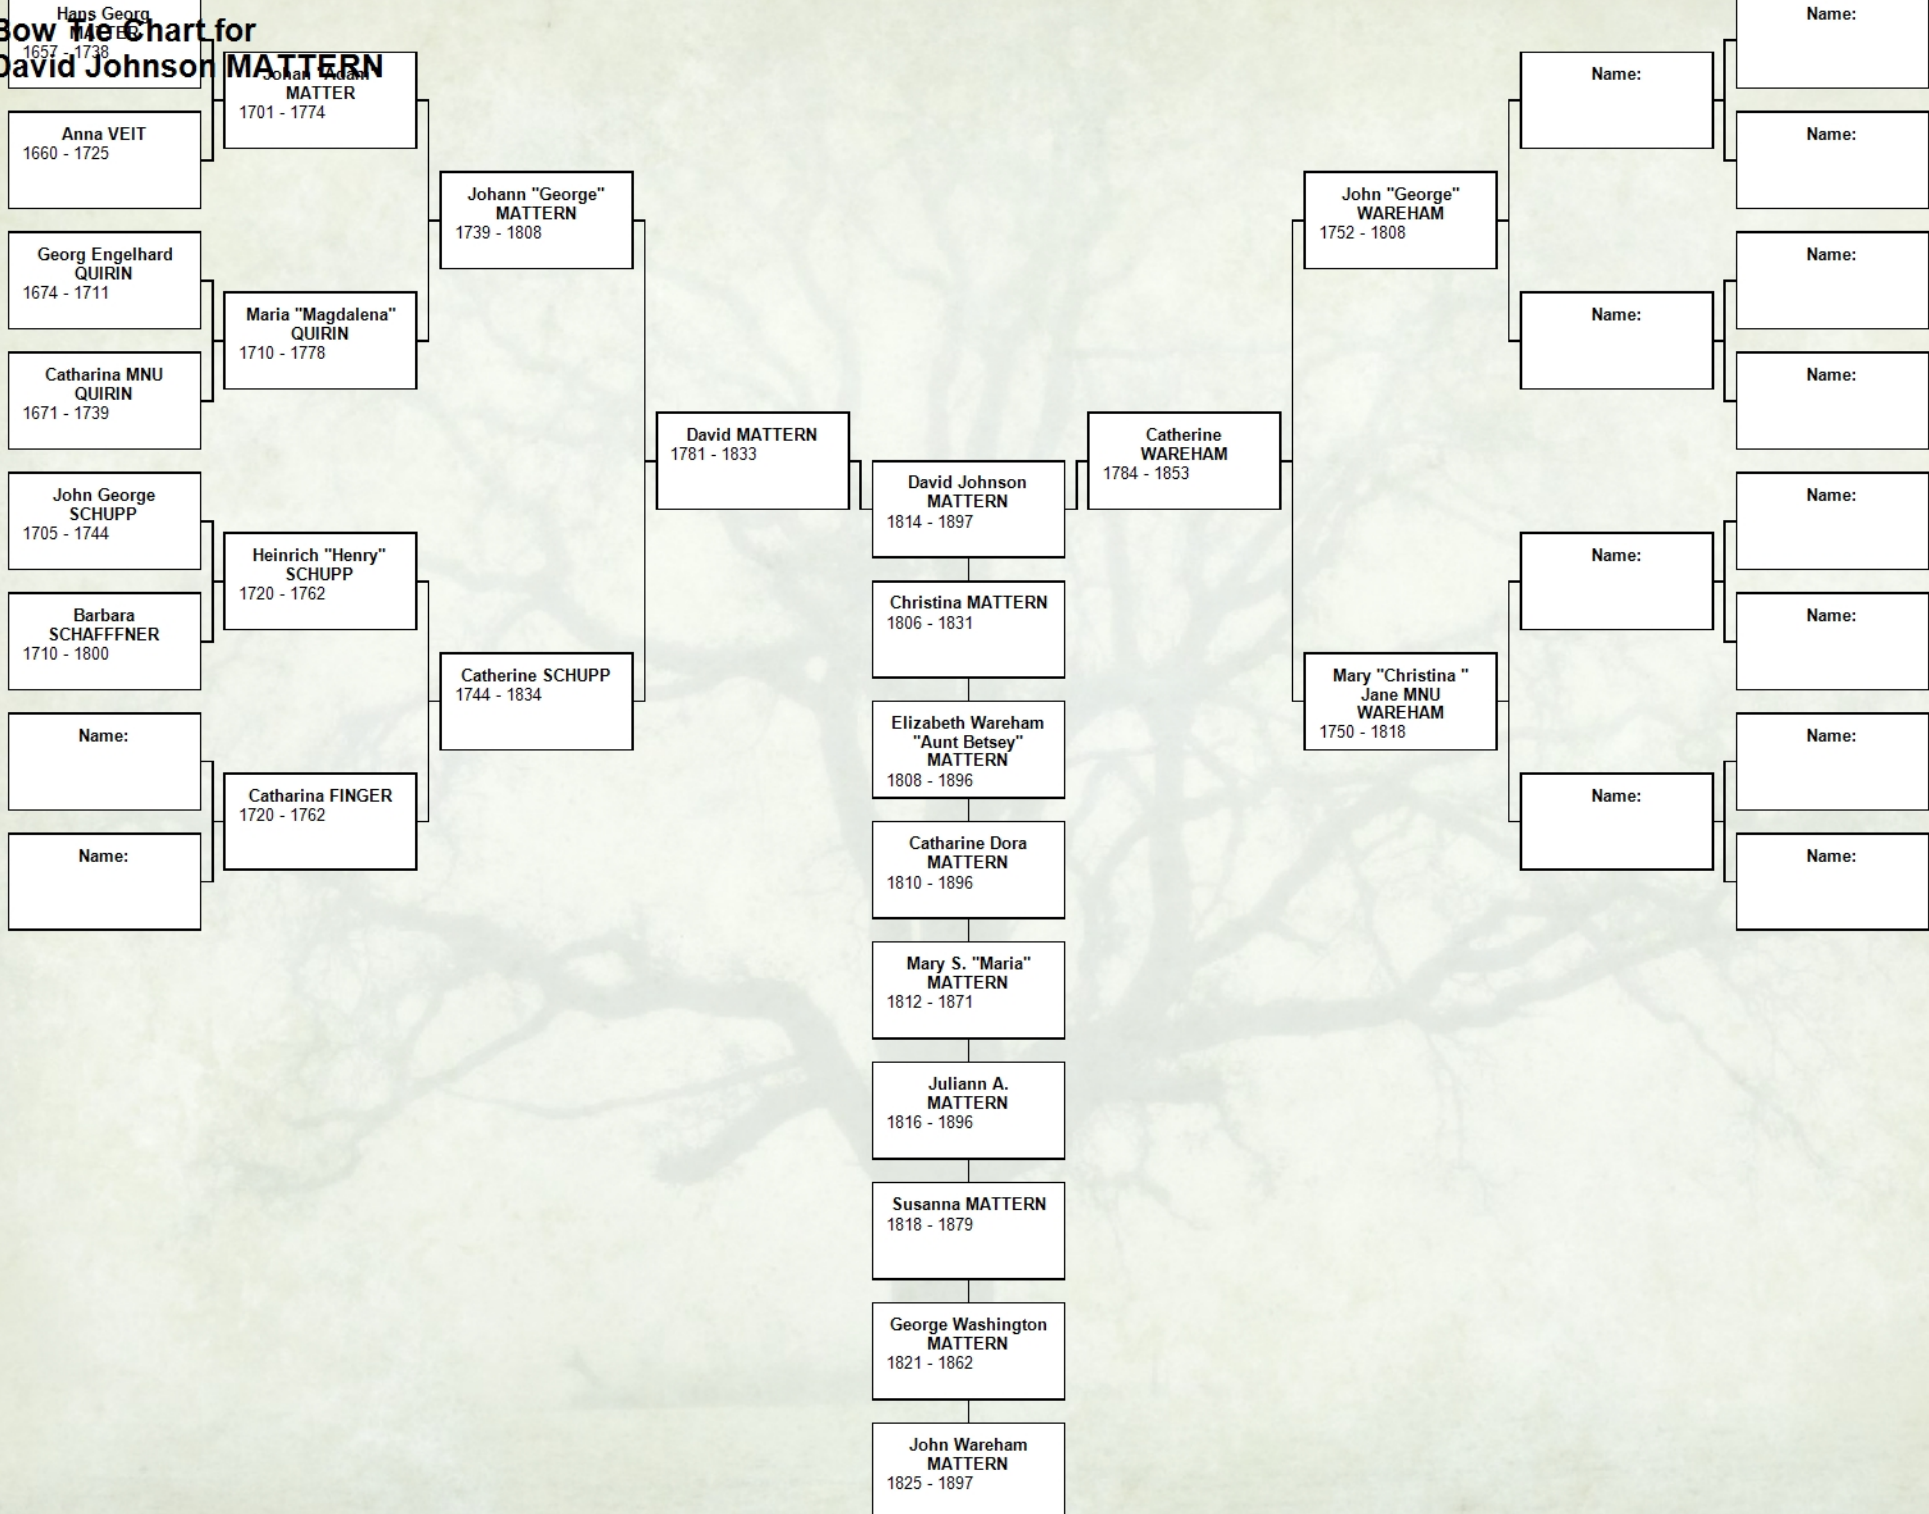 Bow Tie Chart for
David Johnson MATTERN
Hans Georg
MATTER
1657 - 1738
Anna VEIT
1660 - 1725
Georg Engelhard
QUIRIN
1674 - 1711
Catharina MNU
QUIRIN
1671 - 1739
John George
SCHUPP
1705 - 1744
Barbara
SCHAFFFNER
1710 - 1800
Name:
Name:
Johan "Adam"
MATTER
1701 - 1774
Maria "Magdalena"
QUIRIN
1710 - 1778
Heinrich "Henry"
SCHUPP
1720 - 1762
Catharina FINGER
1720 - 1762
Johann "George"
MATTERN
1739 - 1808
Catherine SCHUPP
1744 - 1834
David MATTERN
1781 - 1833
David Johnson
MATTERN
1814 - 1897
Christina MATTERN
1806 - 1831
Elizabeth Wareham
"Aunt Betsey"
MATTERN
1808 - 1896
Catharine Dora
MATTERN
1810 - 1896
Mary S. "Maria"
MATTERN
1812 - 1871
Juliann A.
MATTERN
1816 - 1896
Susanna MATTERN
1818 - 1879
George Washington
MATTERN
1821 - 1862
John Wareham
MATTERN
1825 - 1897
Catherine
WAREHAM
1784 - 1853
John "George"
WAREHAM
1752 - 1808
Mary "Christina "
Jane MNU
WAREHAM
1750 - 1818
Name:
Name:
Name:
Name:
Name:
Name:
Name:
Name:
Name:
Name:
Name:
Name: